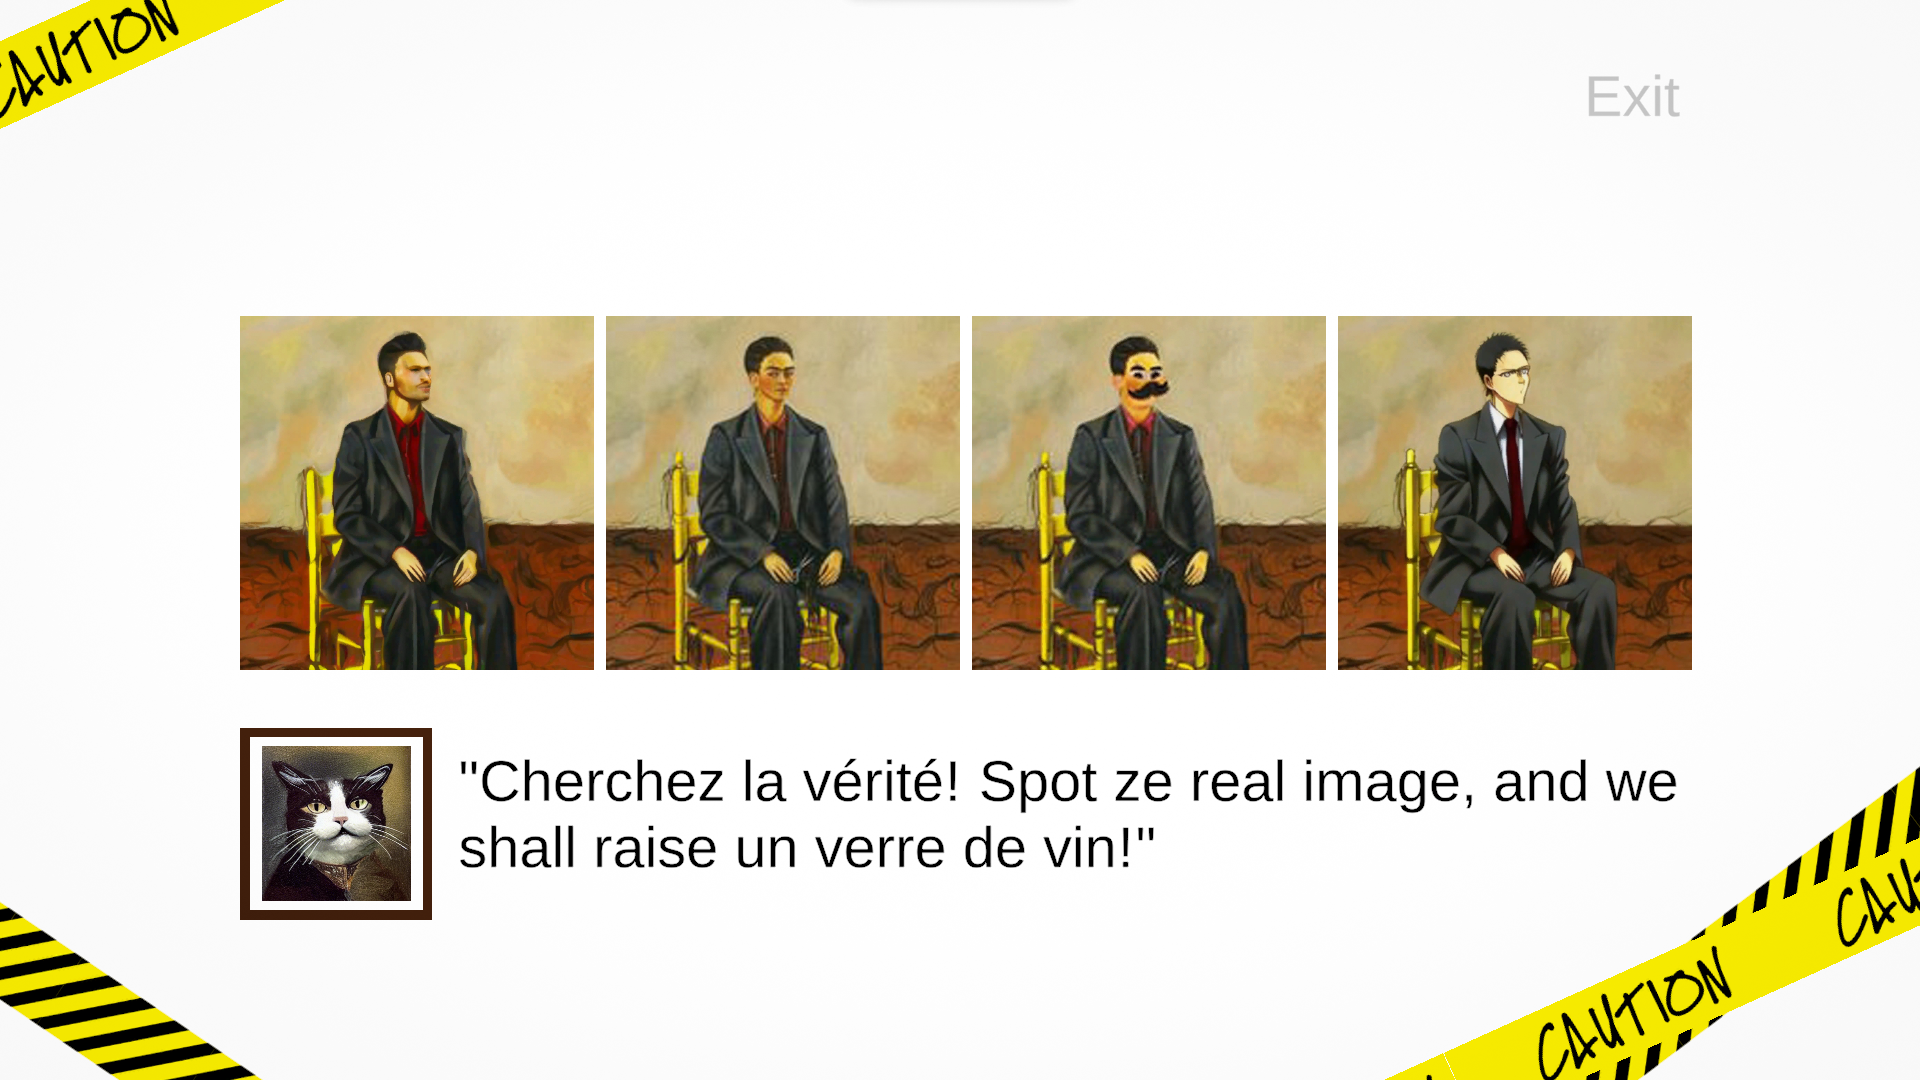 CAUTION
Exit
"Cherchez la vérité! Spot ze real image, and we
shall raise un verre de vin!"
CAU
CAUTION